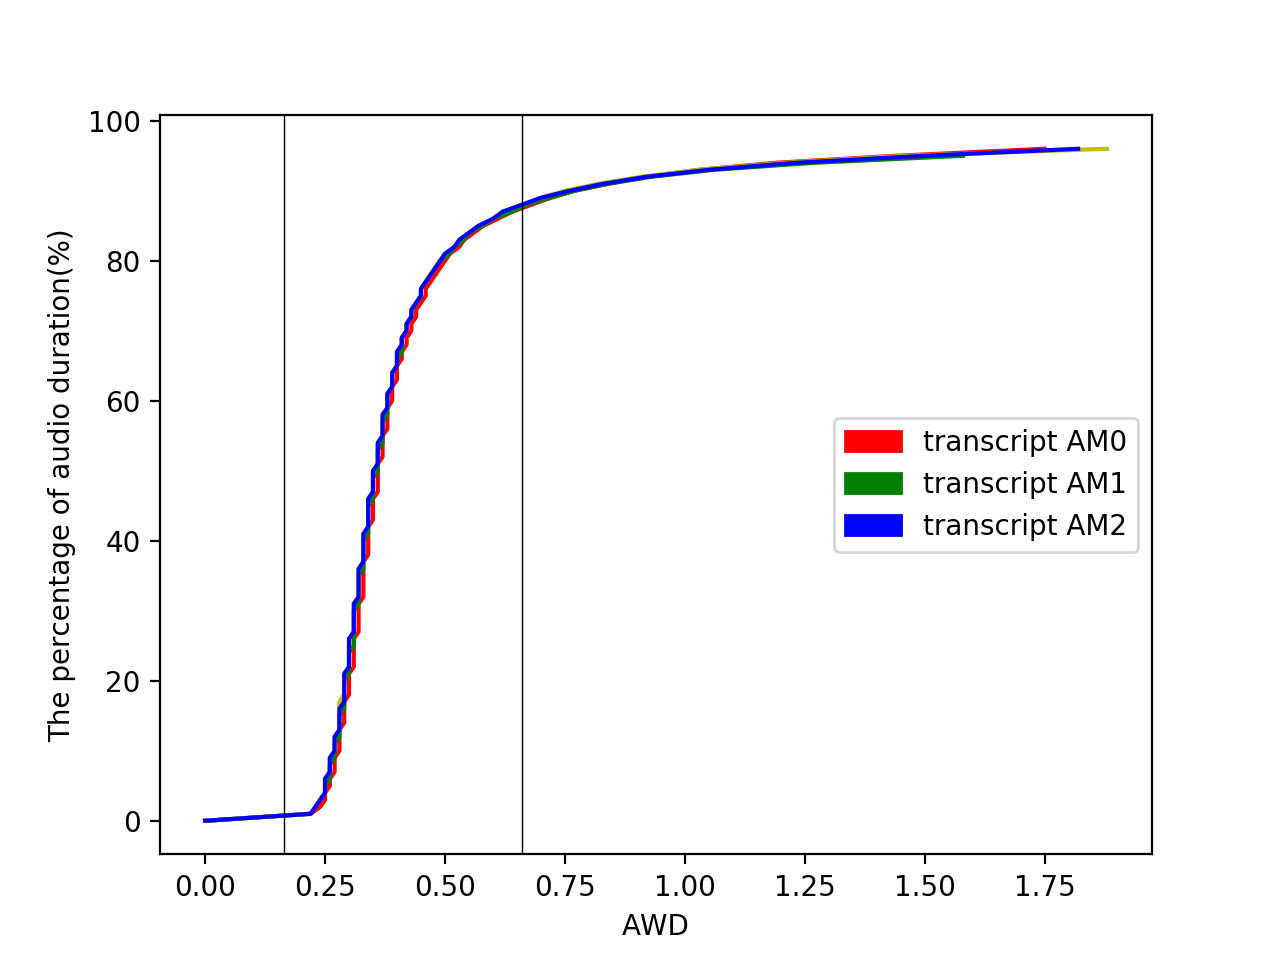 The percentage of audio duration(%)
100
80
60
40
20
0
transcript AM0
transcript AM1
transcript AM2
0.00 0.25 0.50 0.75 1.00 1.25 1.50 1.75
AWD